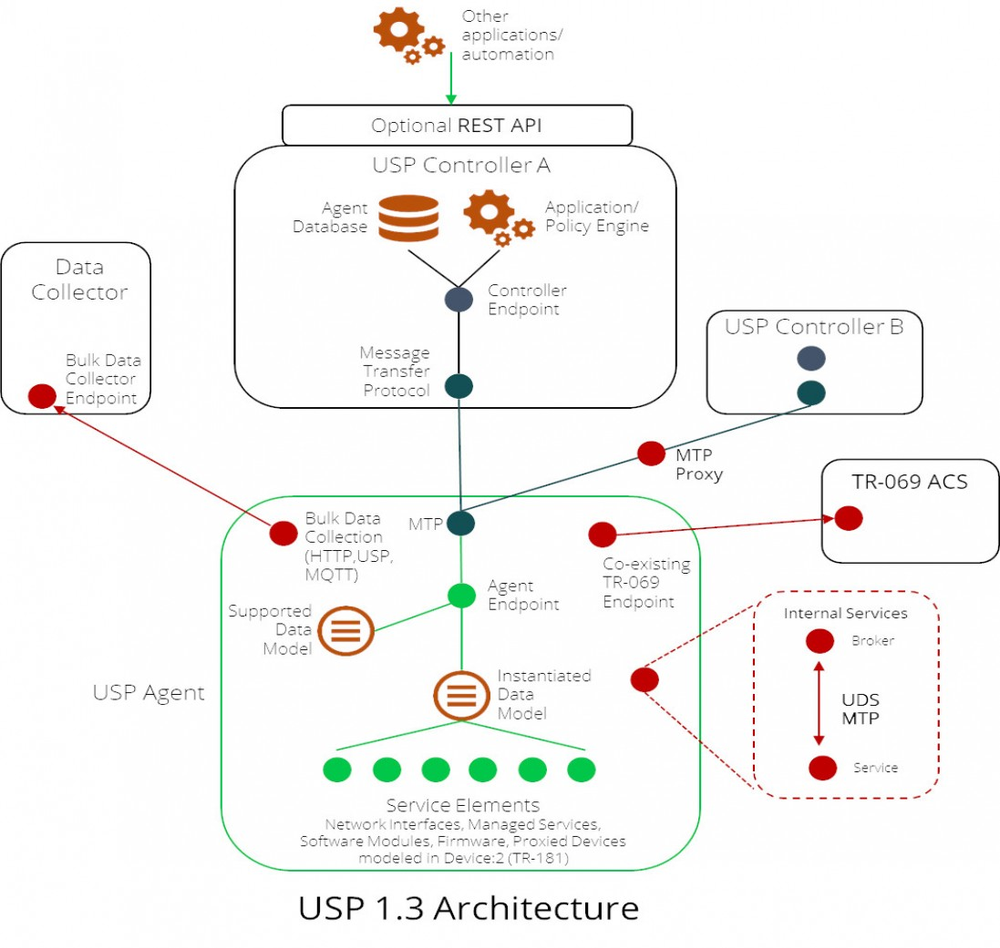 Other
applications/
automation
Optional REST API
USP Controller A
Agent
Database
Application/
Policy Engine
Controller
Endpoint
Message
Transfer
Protocol
Data
Collector
Bulk Data
Collector
Endpoint
USP Controller B
MTP
Proxy
TR-069 ACS
Bulk Data
Collection
(HTTP,USP,
MQTT)
MTP
Agent
Endpoint
Co-existing
TR-069
Endpoint
Supported
Data
Model
Instantiated
Data
Model
USP Agent
Internal Services
Broker
UDS
MTP
Service
Service Elements
Network Interfaces, Managed Services,
Software Modules, Firmware, Proxied Devices
modeled in Device:2 (TR-181)
USP 1.3 Architecture